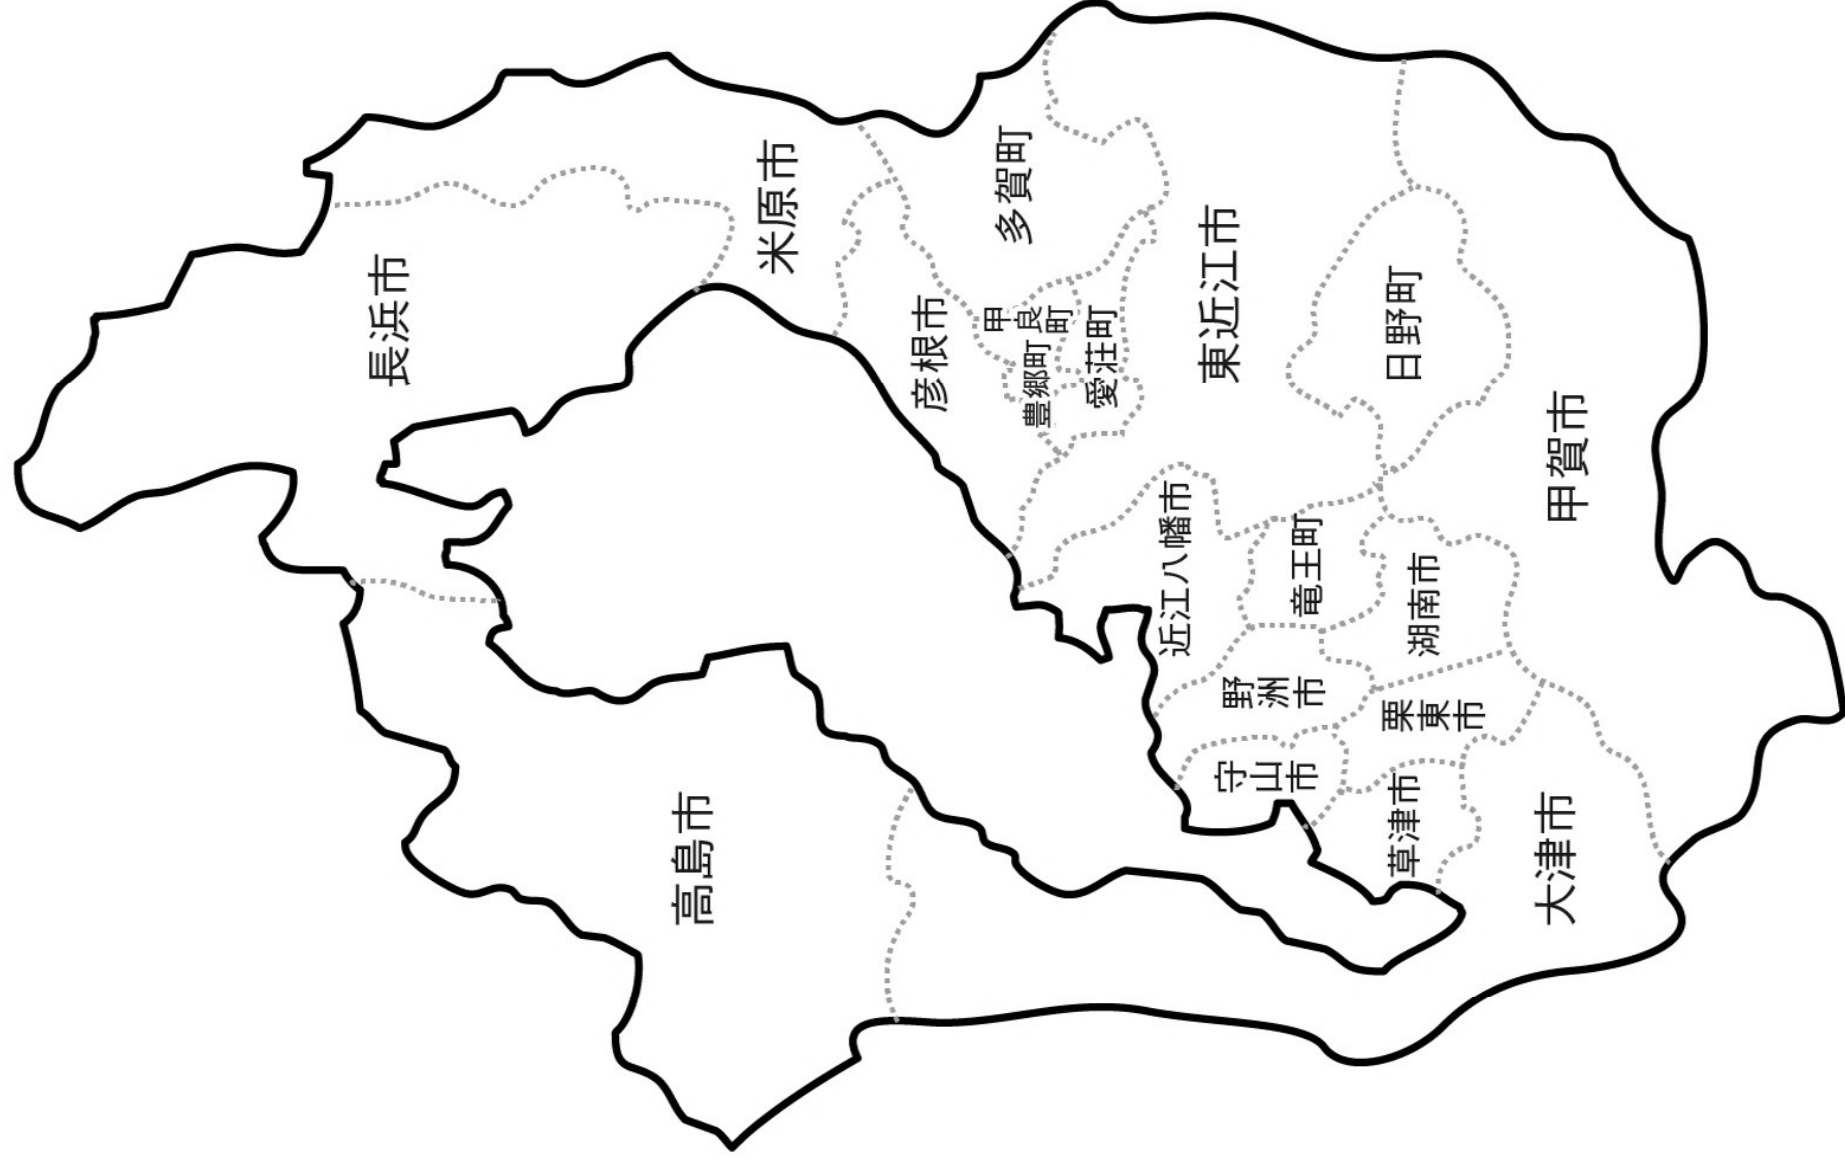 長浜市
米原市
高島市
彦根市
多賀町
甲良町
豊郷町
愛荘町
東近江市
日野町
近江八幡市
竜王町
甲賀市
湖南市
野洲市
栗東市
守山市
草津市
大津市